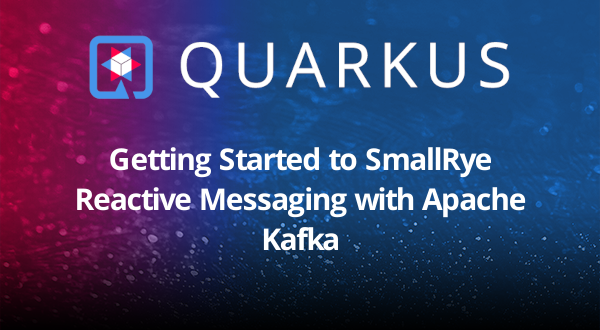 QUARKUS
Getting Started to SmallRye
Reactive Messaging with Apache
Kafka